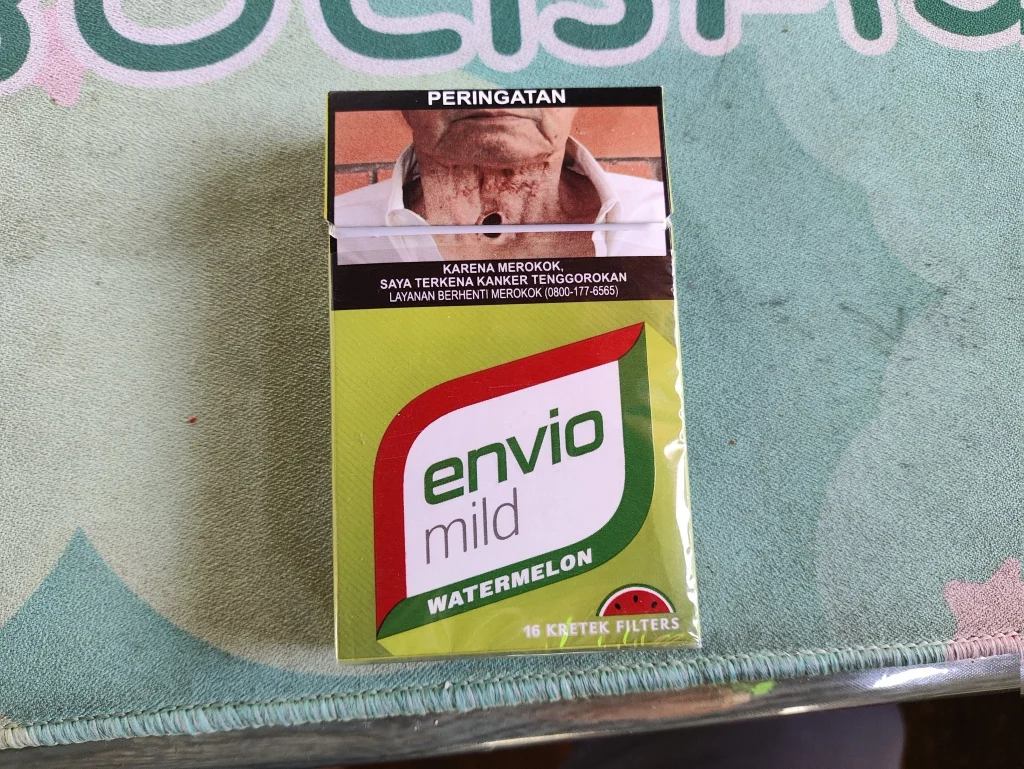 PERINGATAN
KARENA MEROKOK,
SAYA TERKENA KANKER TENGGOROKAN
LAYANAN BERHENTI MEROKOK (0800-177-6565)
envio
mild
WATERMELON
16 KRETEK FILTERS